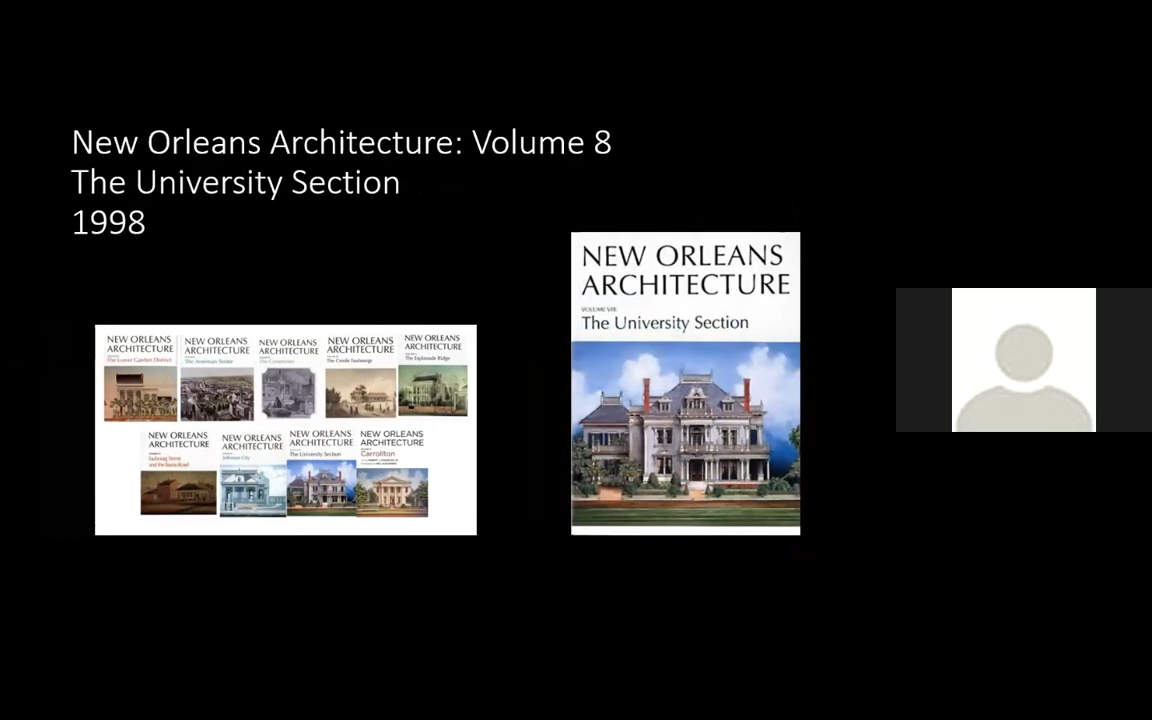 New Orleans Architecture: Volume 8
The University Section
1998
NEW ORLEANS
ARCHITECTURE
VOLUME VIII
The University Section
NEW ORLEANS
ARCHITECTURE
The Lower Garden District
NEW ORLEANS
ARCHITECTURE
The American Sector
NEW ORLEANS
ARCHITECTURE
The Cemeteries
NEW ORLEANS
ARCHITECTURE
The Creole Faubourgs
NEW ORLEANS
ARCHITECTURE
The Esplanade Ridge
NEW ORLEANS
ARCHITECTURE
Faubourg Tremé
and the Bayou Road
NEW ORLEANS
ARCHITECTURE
Jefferson City
NEW ORLEANS
ARCHITECTURE
The University Section
NEW ORLEANS
ARCHITECTURE
Carrollton